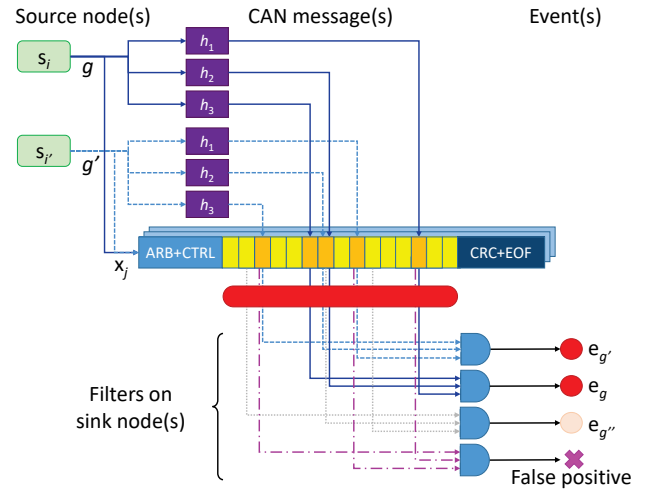 Source node(s) CAN message(s) Event(s)
s_i
g
h_1
h_2
h_3
s_i'
g'
h_1
h_2
h_3
x_j
ARB+CTRL
CRC+EOF
Filters on
sink node(s)
e_g'
e_g
e_g''
False positive